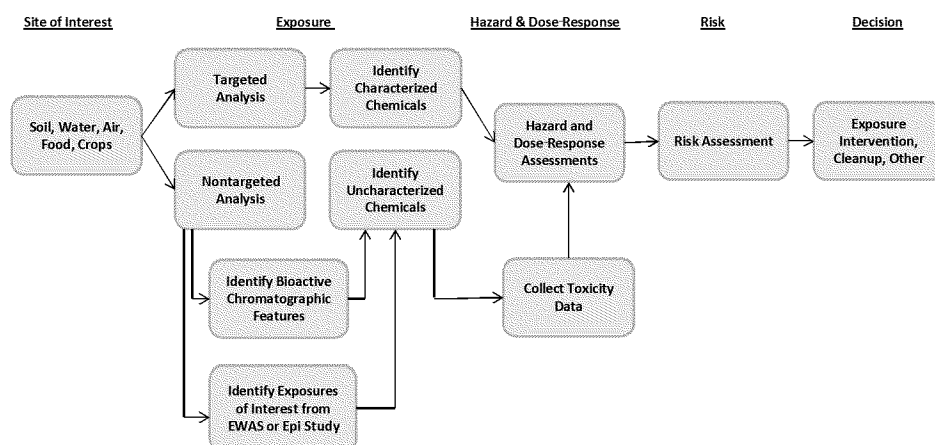 Site of Interest
Exposure
Hazard & Dose-Response
Risk
Decision
Soil, Water, Air,
Food, Crops
Targeted
Analysis
Identify
Characterized
Chemicals
Nontargeted
Analysis
Identify
Uncharacterized
Chemicals
Identify Bioactive
Chromatographic
Features
Identify Exposures
of Interest from
EWAS or Epi Study
Hazard and
Dose-Response
Assessments
Collect Toxicity
Data
Risk Assessment
Exposure
Intervention,
Cleanup, Other